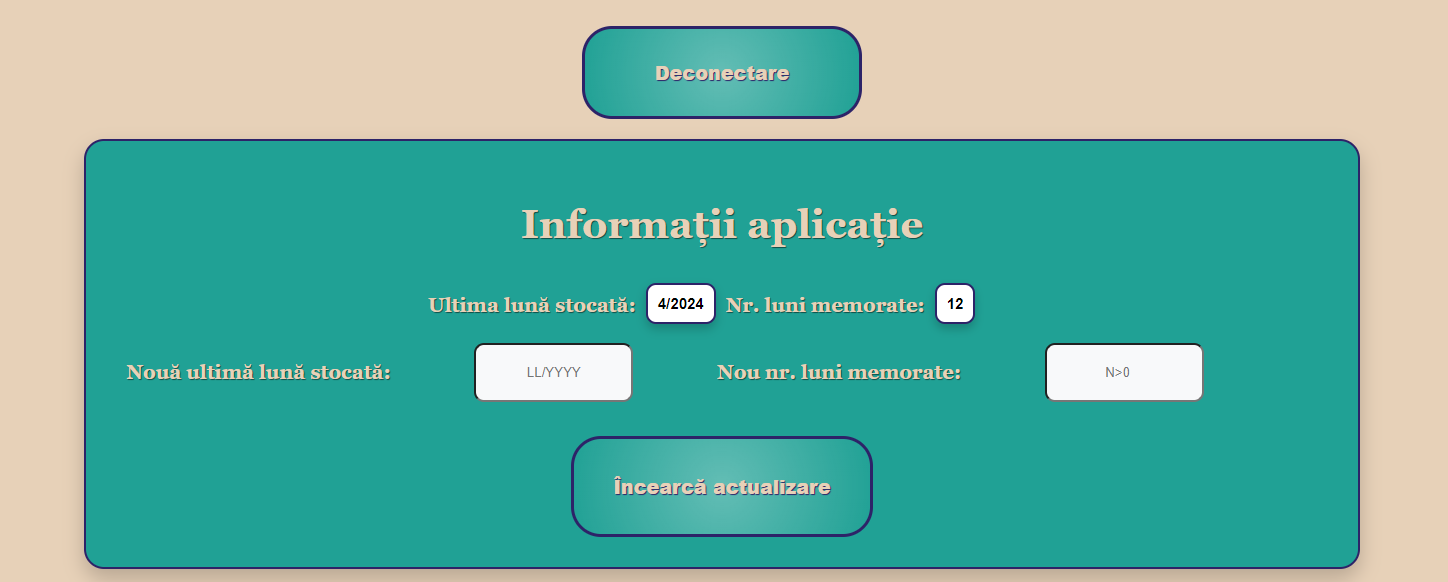 Deconectare
Informații aplicație
Ultima lună stocată: 4/2024 Nr. luni memorate: 12
Nouă ultimă lună stocată: LL/YYYY Nou nr. luni memorate: N>0
Încearcă actualizare